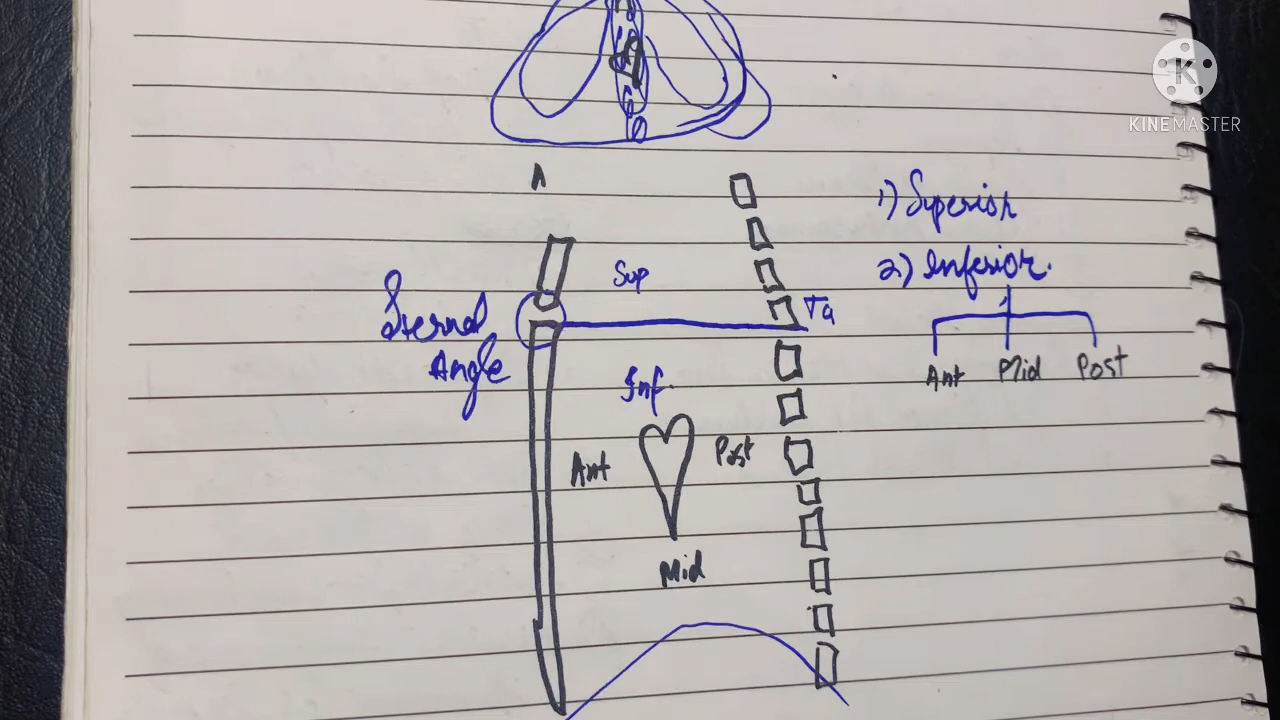 KINEMASTER
A
1) Superior
2) Inferior.
Sup
Sternal
Angle
T4
Inf.
Ant Mid Post
Ant
Post
Mid